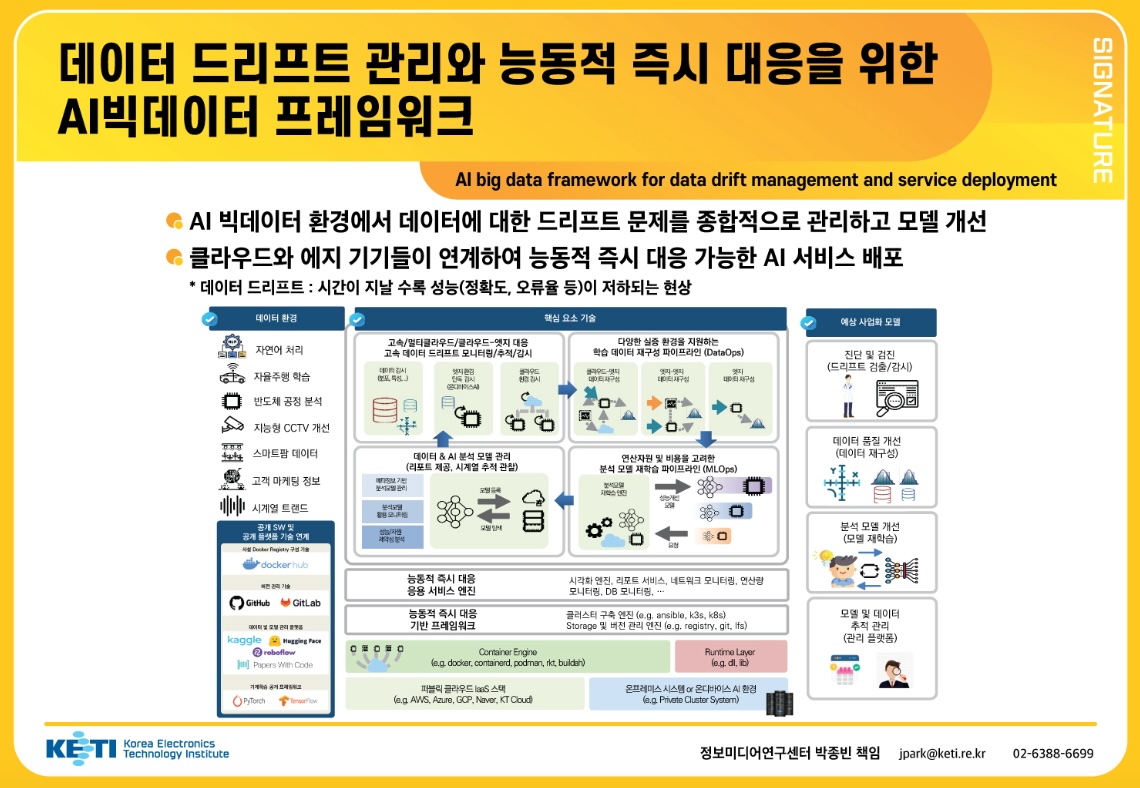 데이터 드리프트 관리와 능동적 즉시 대응을 위한
AI빅데이터 프레임워크
SIGNATURE
AI big data framework for data drift management and service deployment
AI 빅데이터 환경에서 데이터에 대한 드리프트 문제를 종합적으로 관리하고 모델 개선
클라우드와 에지 기기들이 연계하여 능동적 즉시 대응 가능한 AI 서비스 배포
* 데이터 드리프트 : 시간이 지날 수록 성능(정확도, 오류율 등)이 저하되는 현상
데이터 환경
자연어 처리
자율주행 학습
반도체 공정 분석
지능형 CCTV 개선
스마트팜 데이터
고객 마케팅 정보
시계열 트랜드
공개 SW 및
공개 플랫폼 기술 연계
사설 Docker Registry 구성 기술
dockerhub
버전 관리 기술
GitHub
GitLab
데이터 및 모델 관리 플랫폼
kaggle
Hugging Face
roboflow
Papers With Code
기계학습 공개 프레임워크
PyTorch
TensorFlow
핵심 요소 기술
고속/멀티클라우드/클라우드-엣지 대응
고속 데이터 드리프트 모니터링/추적/감시
데이터 감시
(분포, 특성...)
엣지 환경
단독 감시
(온디바이스AI)
클라우드
협업 감시
다양한 실증 환경을 지원하는
학습 데이터 재구성 파이프라인 (DataOps)
클라우드-엣지
데이터 재구성
엣지-엣지
데이터 재구성
엣지
데이터 재구성
데이터 & AI 분석 모델 관리
(리포트 제공, 시계열 추적 관찰)
메타정보 기반
분석모델 관리
분석모델
활용 모니터링
성능/자원
제약성 분석
모델 등록
모델 탐색
연산자원 및 비용을 고려한
분석 모델 재학습 파이프라인 (MLOps)
분석모델
재학습 엔진
성능개선
모델
요청
능동적 즉시 대응
응용 서비스 엔진
시각화 엔진, 리포트 서비스, 네트워크 모니터링, 연산량
모니터링, DB 모니터링, ...
능동적 즉시 대응
기반 프레임워크
클러스터 구축 엔진 (e.g. ansible, k3s, k8s)
Storage 및 버전 관리 엔진 (e.g. registry, git, lfs)
Container Engine
(e.g. docker, containerd, podman, rkt, buildah)
Runtime Layer
(e.g. dll, lib)
퍼블릭 클라우드 IaaS 스택
(e.g. AWS, Azure, GCP, Naver, KT Cloud)
온프레미스 시스템 or 온디바이스 AI 환경
(e.g. Private Cluster System)
예상 사업화 모델
진단 및 검진
(드리프트 검출/감시)
데이터 품질 개선
(데이터 재구성)
분석 모델 개선
(모델 재학습)
모델 및 데이터
추적 관리
(관리 플랫폼)
KETI
Korea Electronics
Technology Institute
정보미디어연구센터 박종빈 책임
jpark@keti.re.kr
02-6388-6699